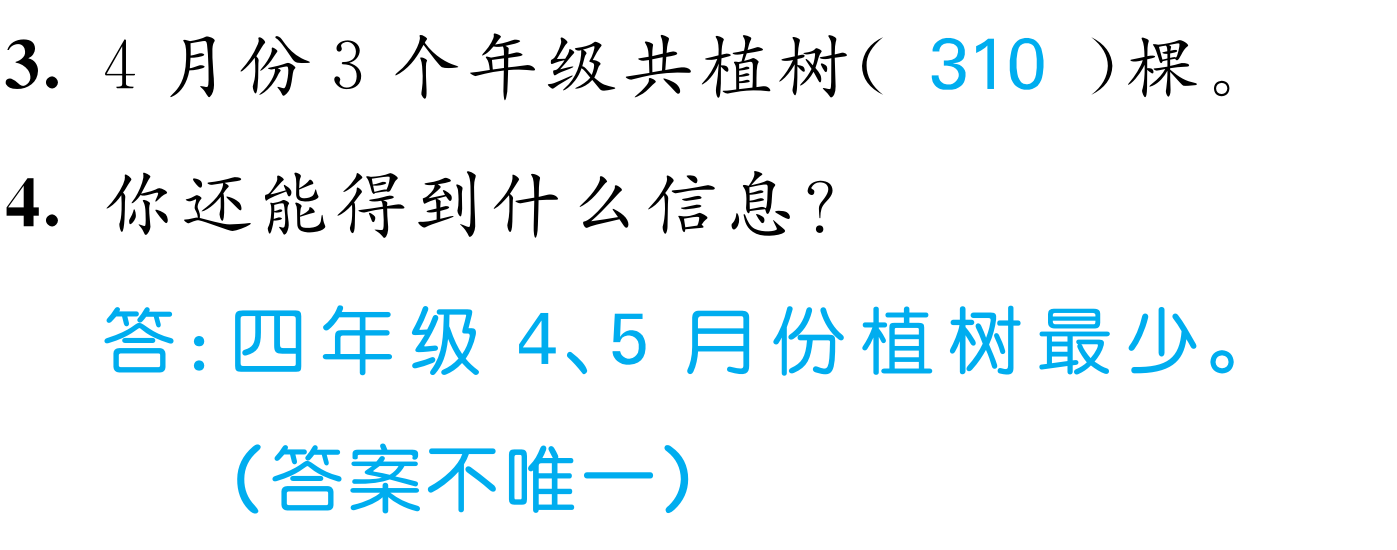 3. 4月份3个年级共植树( 310 )棵。
4. 你还能得到什么信息?
答:四年级 4、5 月份植树最少。
(答案不唯一)